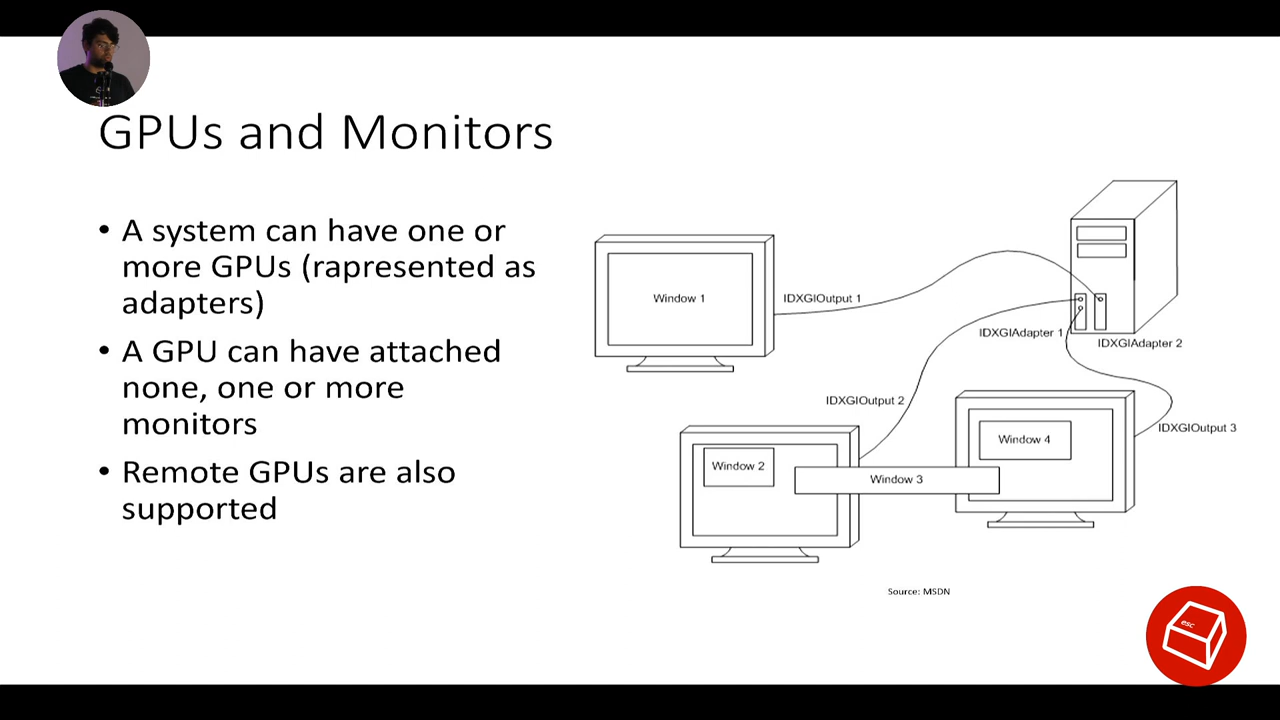 GPUs and Monitors
• A system can have one or
more GPUs (rapresented as
adapters)
• A GPU can have attached
none, one or more
monitors
• Remote GPUs are also
supported
Window 1
IDXGIOutput 1
IDXGIAdapter 1
IDXGIAdapter 2
IDXGIOutput 2
IDXGIOutput 3
Window 2
Window 3
Window 4
Source: MSDN
esc